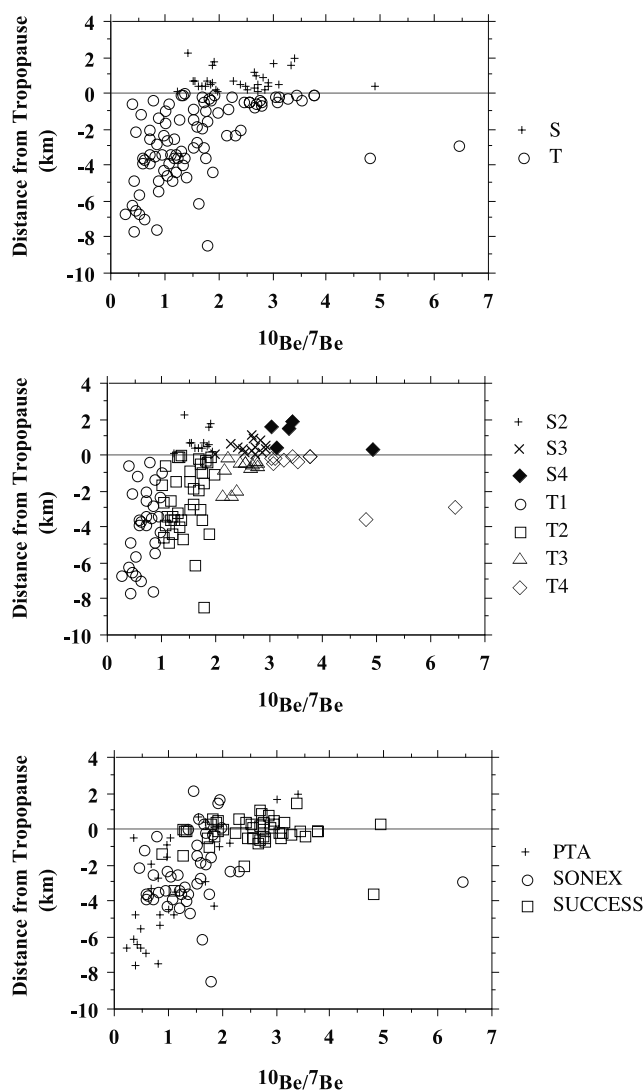 4
2
0
-2
-4
-6
-8
-10
Distance from Tropopause
(km)
0 1 2 3 4 5 6 7
10Be/7Be
S
T
4
2
0
-2
-4
-6
-8
-10
Distance from Tropopause
(km)
0 1 2 3 4 5 6 7
10Be/7Be
S2
S3
S4
T1
T2
T3
T4
4
2
0
-2
-4
-6
-8
-10
Distance from Tropopause
(km)
0 1 2 3 4 5 6 7
10Be/7Be
PTA
SONEX
SUCCESS